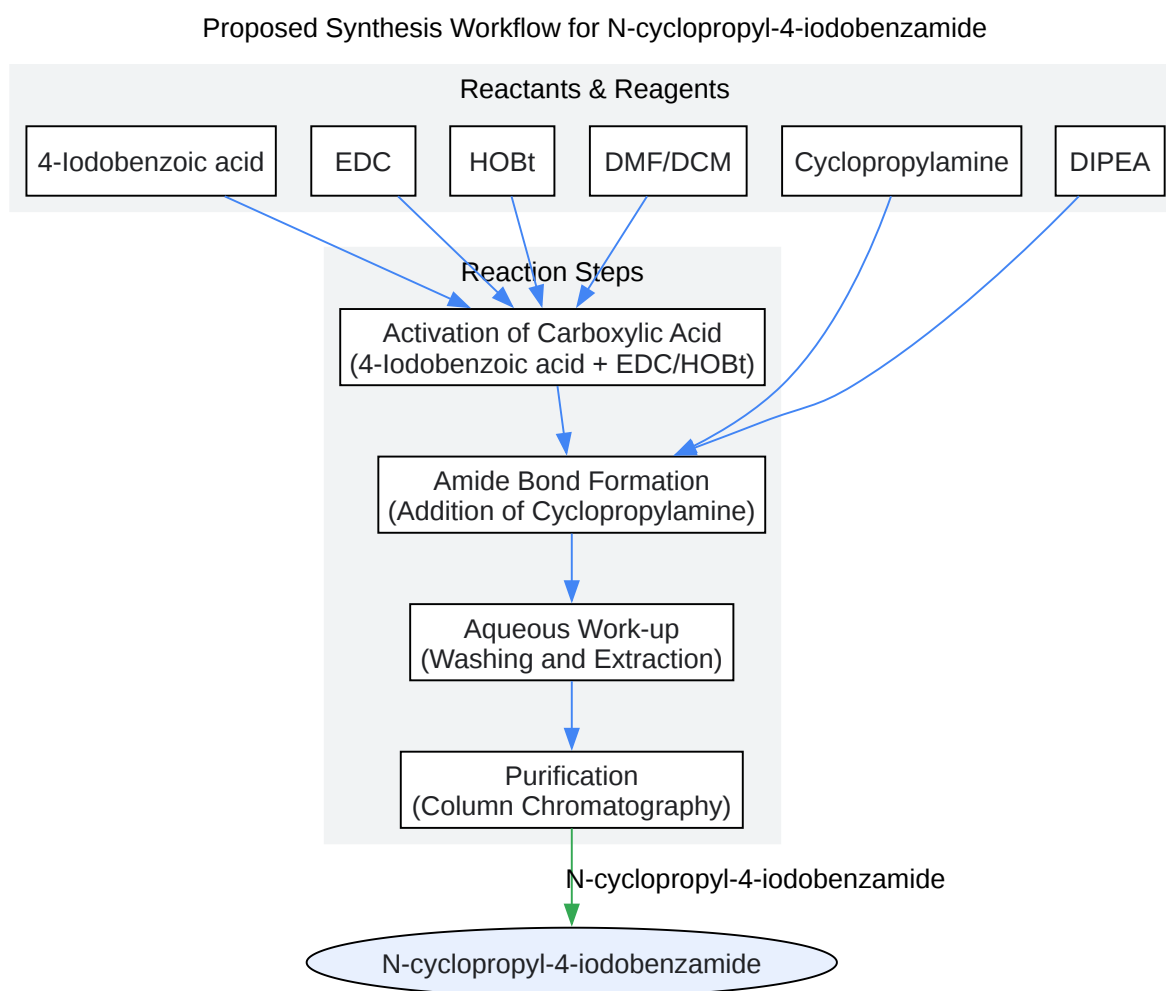 Proposed Synthesis Workflow for N-cyclopropyl-4-iodobenzamide
Reactants & Reagents
4-Iodobenzoic acid
EDC
HOBt
DMF/DCM
Cyclopropylamine
DIPEA
Reaction Steps
Activation of Carboxylic Acid
(4-Iodobenzoic acid + EDC/HOBt)
Amide Bond Formation
(Addition of Cyclopropylamine)
Aqueous Work-up
(Washing and Extraction)
Purification
(Column Chromatography)
N-cyclopropyl-4-iodobenzamide
N-cyclopropyl-4-iodobenzamide